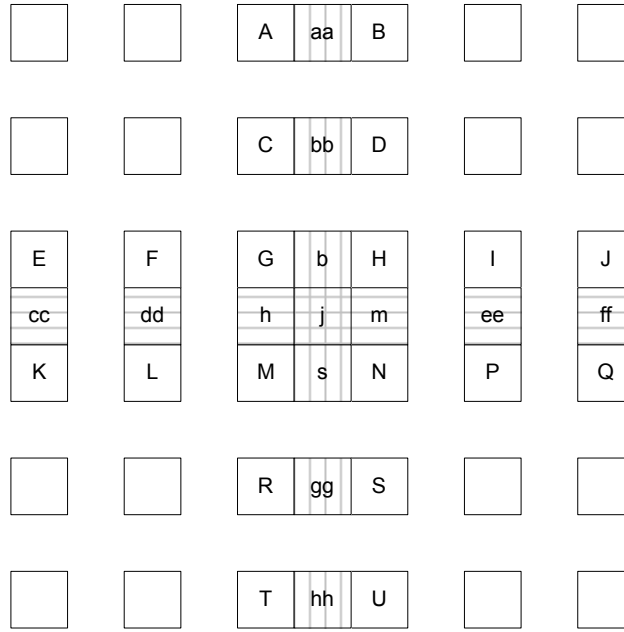 A aa B
C bb D
E F G b H I J
cc dd h j m ee ff
K L M s N P Q
R gg S
T hh U